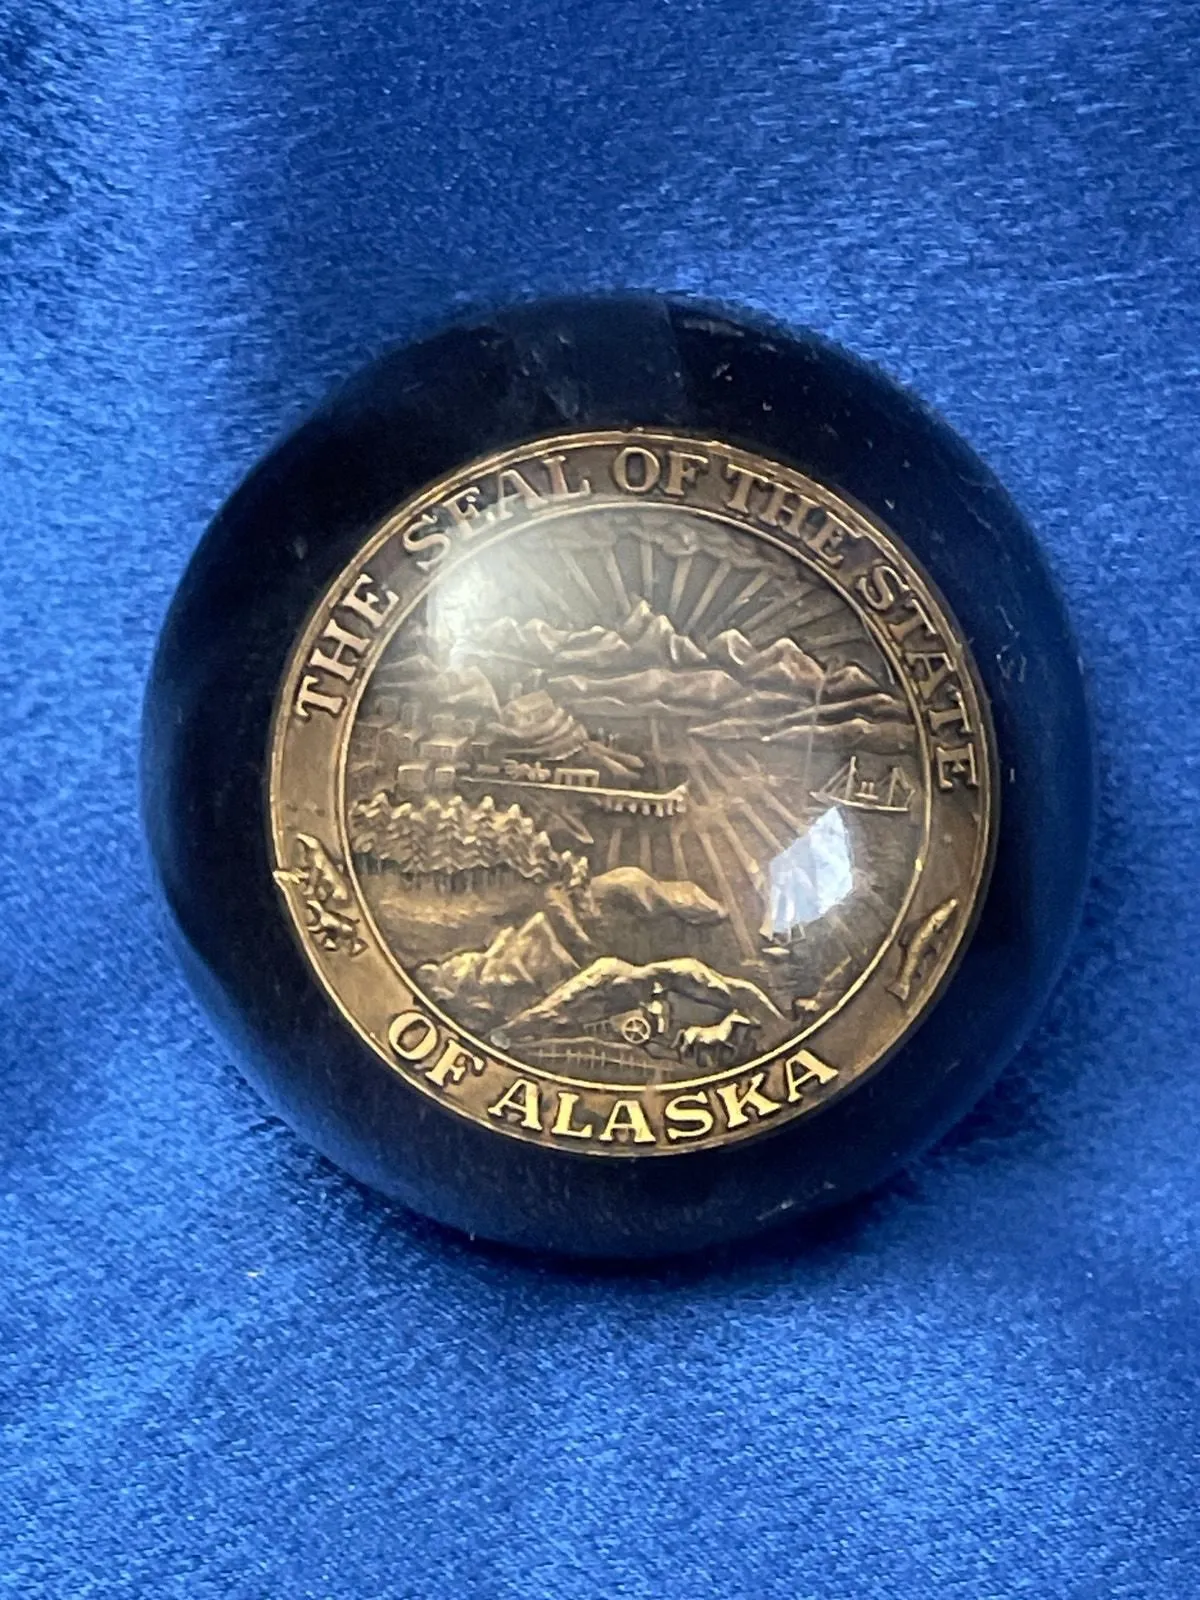 THE SEAL OF THE STATE
OF ALASKA